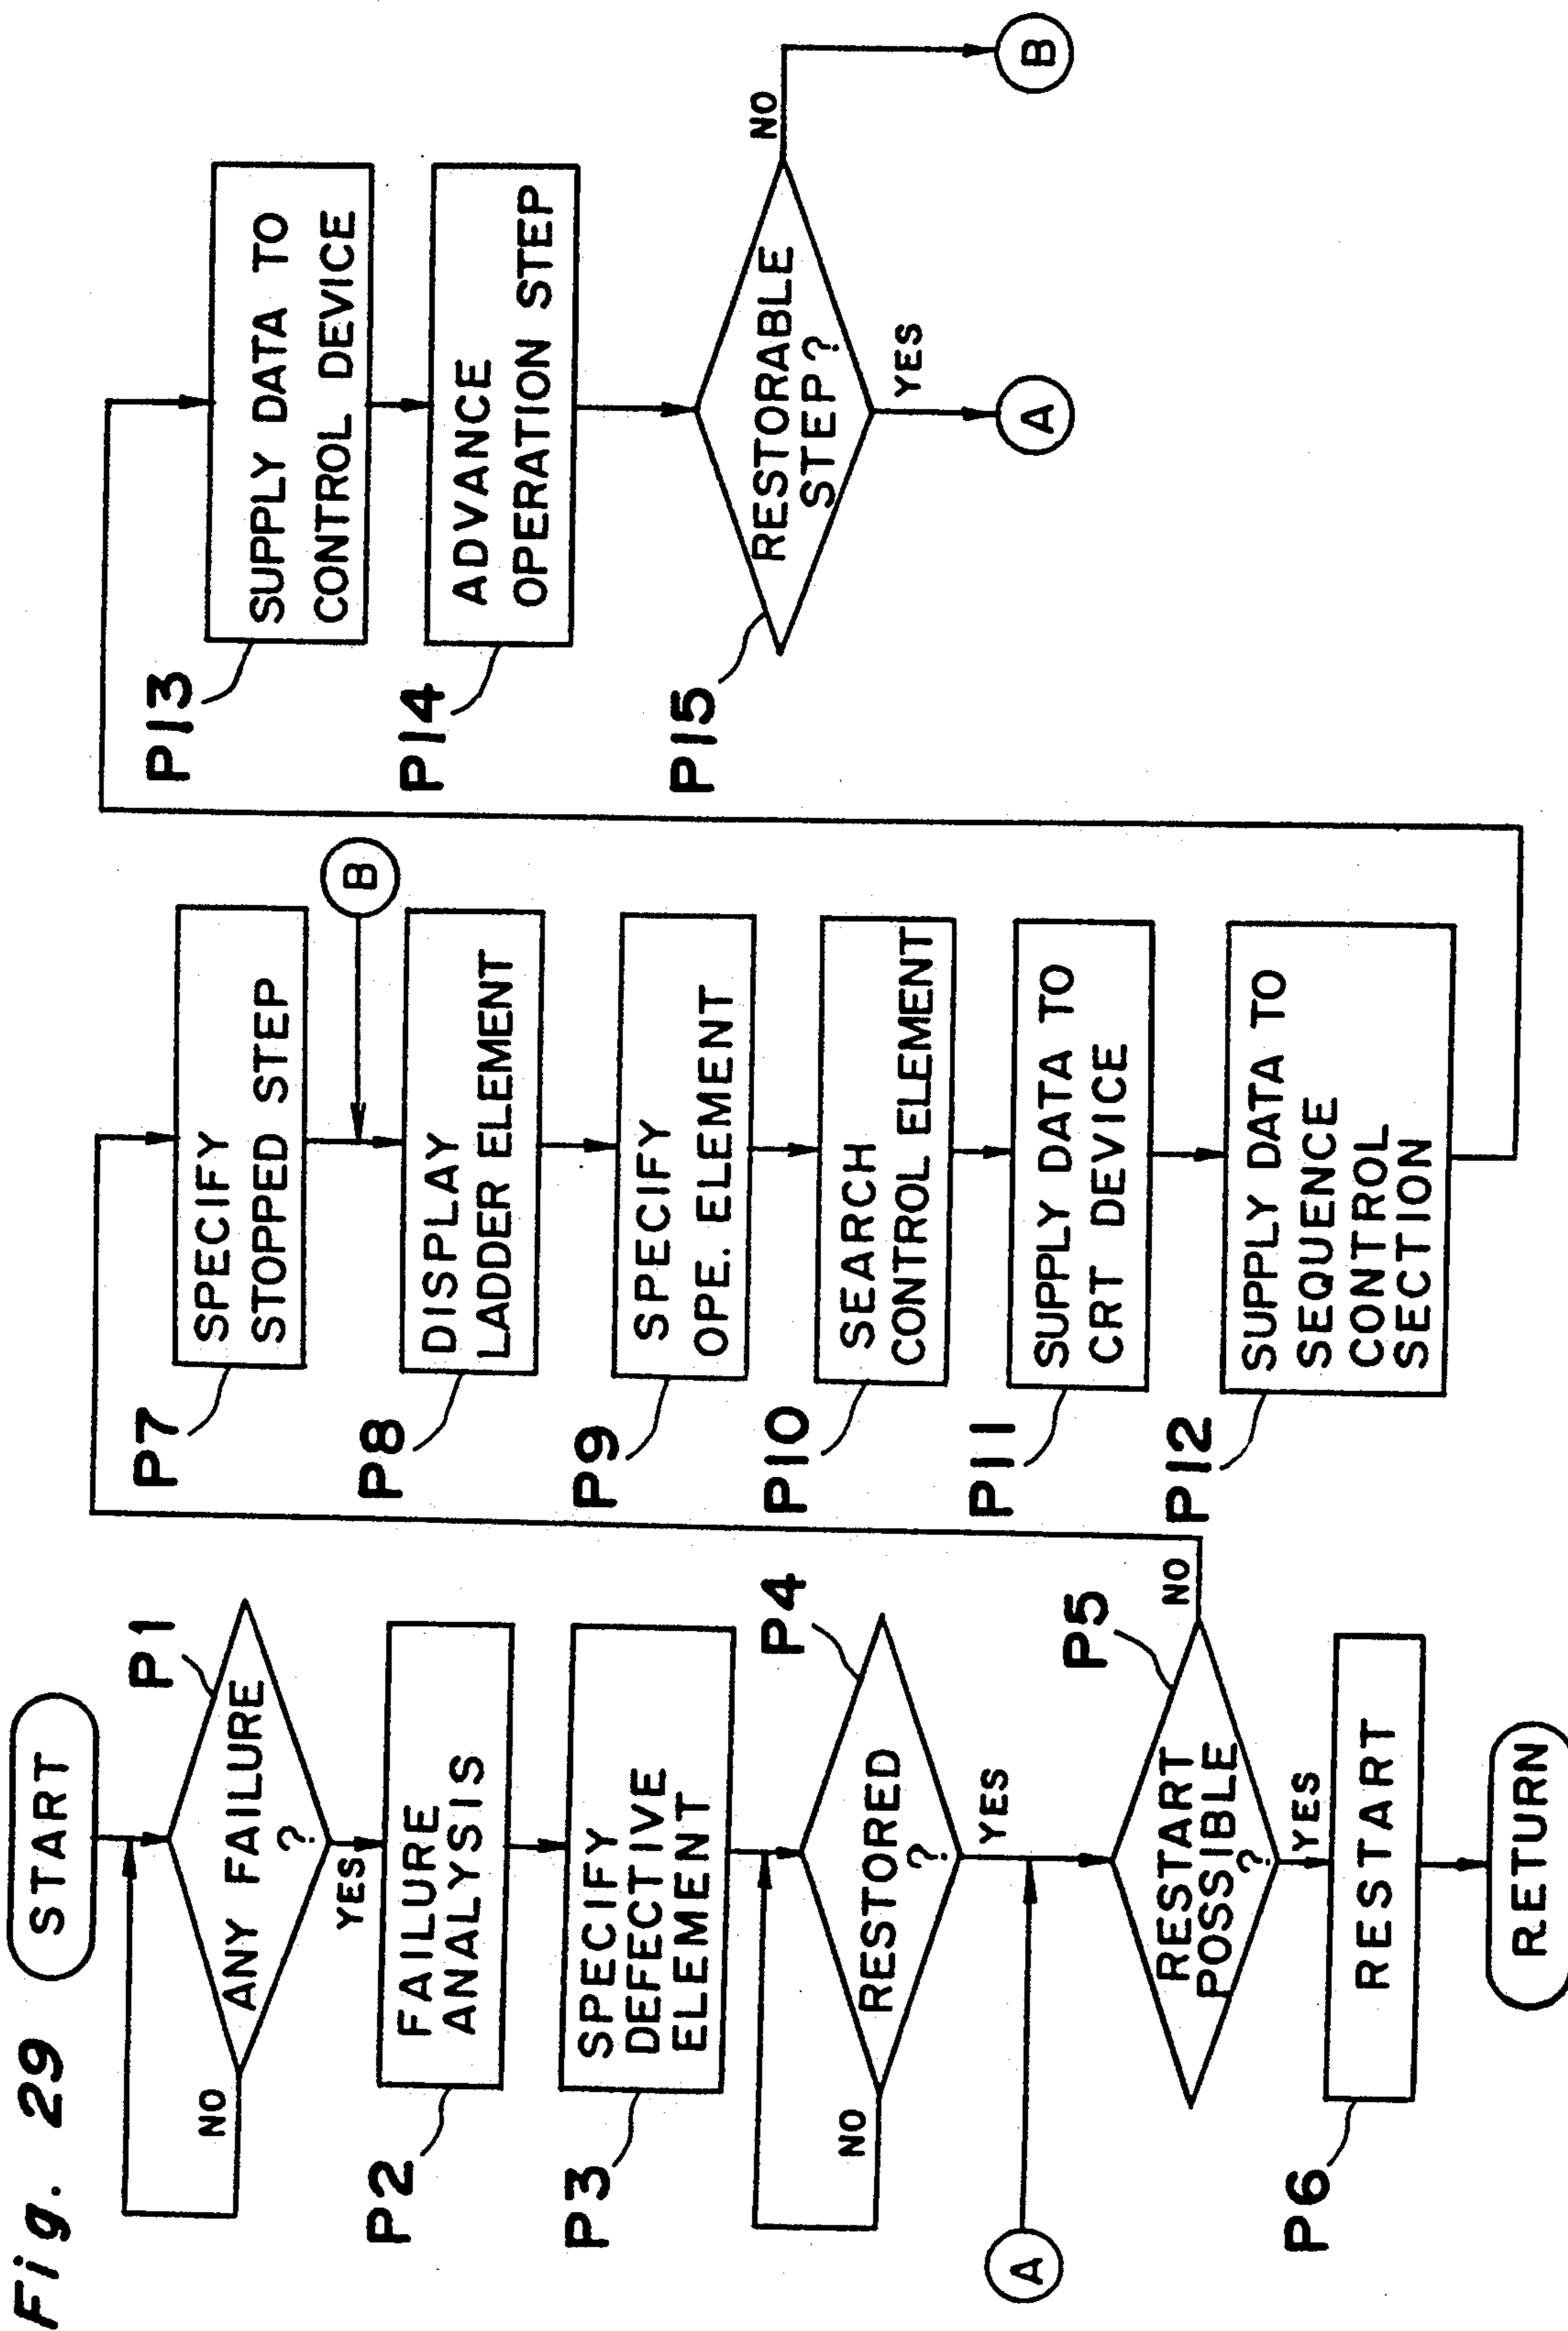 Fig. 29
START
P1
ANY FAILURE
?
NO
YES
P2
FAILURE
ANALYSIS
P3
SPECIFY
DEFECTIVE
ELEMENT
P4
RESTORED
?
NO
YES
A
P5
RESTART
POSSIBLE
?
NO
YES
P6
RESTART
RETURN
P7
SPECIFY
STOPPED STEP
B
P8
DISPLAY
LADDER ELEMENT
P9
SPECIFY
OPE. ELEMENT
P10
SEARCH
CONTROL ELEMENT
P11
SUPPLY DATA TO
CRT DEVICE
P12
SUPPLY DATA TO
SEQUENCE
CONTROL
SECTION
P13
SUPPLY DATA TO
CONTROL DEVICE
P14
ADVANCE
OPERATION STEP
P15
RESTORABLE
STEP?
NO
B
YES
A